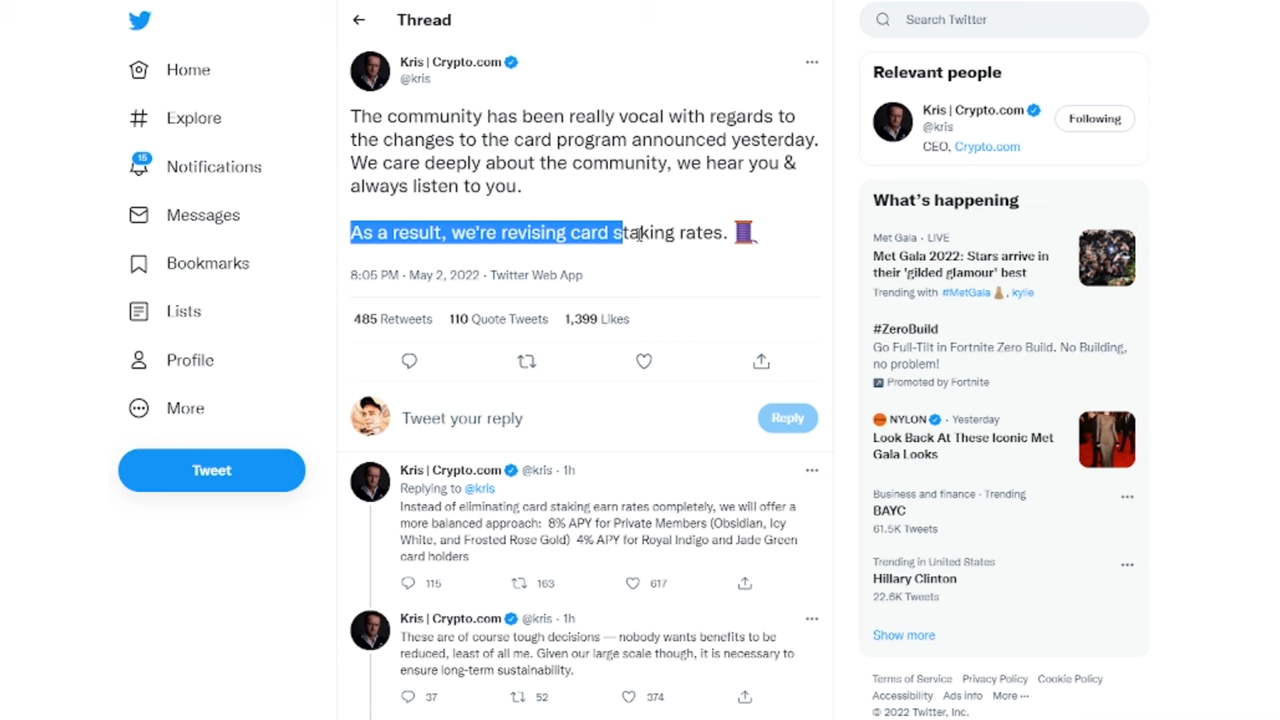 Home
Explore
15
Notifications
Messages
Bookmarks
Lists
Profile
More
Tweet
Thread
Kris | Crypto.com
@kris
The community has been really vocal with regards to
the changes to the card program announced yesterday.
We care deeply about the community, we hear you &
always listen to you.
As a result, we're revising card staking rates.
8:05 PM · May 2, 2022 · Twitter Web App
485 Retweets 110 Quote Tweets 1,399 Likes
Tweet your reply
Reply
Kris | Crypto.com @kris · 1h
Replying to @kris
Instead of eliminating card staking earn rates completely, we will offer a
more balanced approach: 8% APY for Private Members (Obsidian, Icy
White, and Frosted Rose Gold) 4% APY for Royal Indigo and Jade Green
card holders
115 163 617
Kris | Crypto.com @kris · 1h
These are of course tough decisions — nobody wants benefits to be
reduced, least of all me. Given our large scale though, it is necessary to
ensure long-term sustainability.
37 52 374
Search Twitter
Relevant people
Kris | Crypto.com
@kris
Following
CEO, Crypto.com
What's happening
Met Gala · LIVE
Met Gala 2022: Stars arrive in
their 'gilded glamour' best
Trending with #MetGala, kylie
#ZeroBuild
Go Full-Tilt in Fortnite Zero Build. No Building,
no problem!
Promoted by Fortnite
NYLON · Yesterday
Look Back At These Iconic Met
Gala Looks
Business and finance · Trending
BAYC
61.5K Tweets
Trending in United States
Hillary Clinton
22.6K Tweets
Show more
Terms of Service Privacy Policy Cookie Policy
Accessibility Ads info More ···
© 2022 Twitter, Inc.